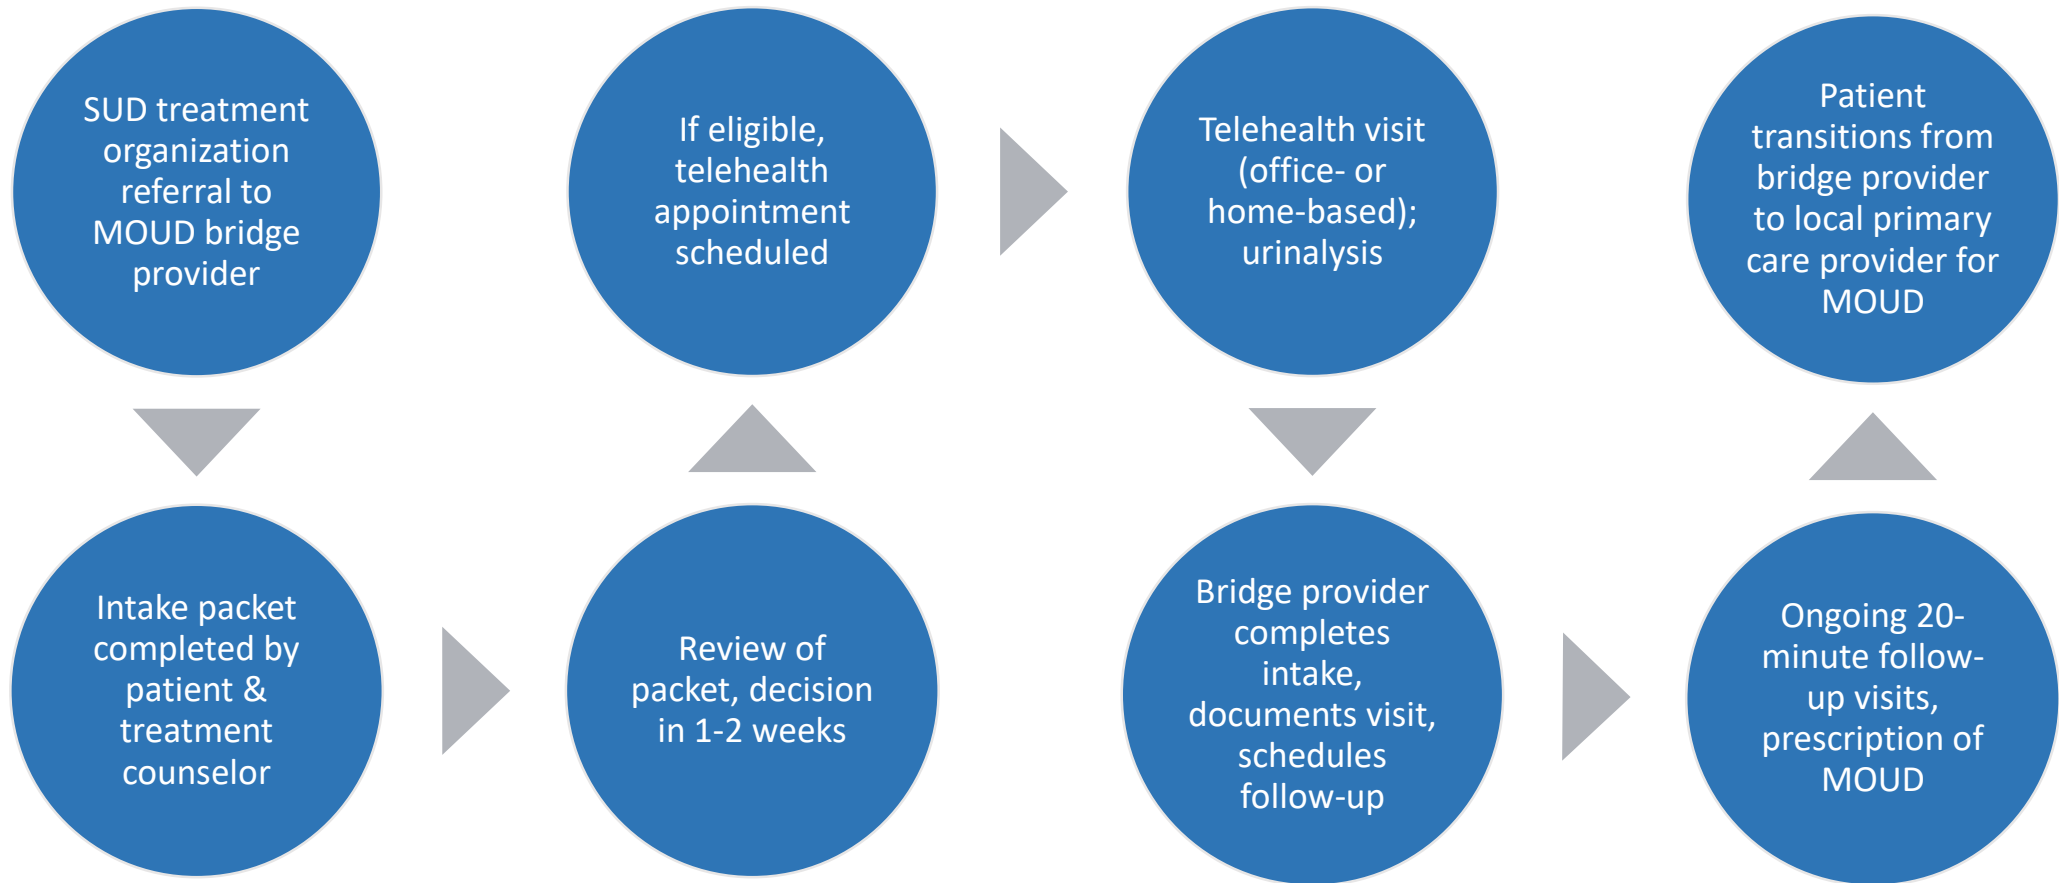 SUD treatment
organization
referral to
MOUD bridge
provider
Intake packet
completed by
patient &
treatment
counselor
Review of
packet, decision
in 1-2 weeks
If eligible,
telehealth
appointment
scheduled
Telehealth visit
(office- or
home-based);
urinalysis
Bridge provider
completes
intake,
documents visit,
schedules
follow-up
Ongoing 20-
minute follow-
up visits,
prescription of
MOUD
Patient
transitions from
bridge provider
to local primary
care provider for
MOUD